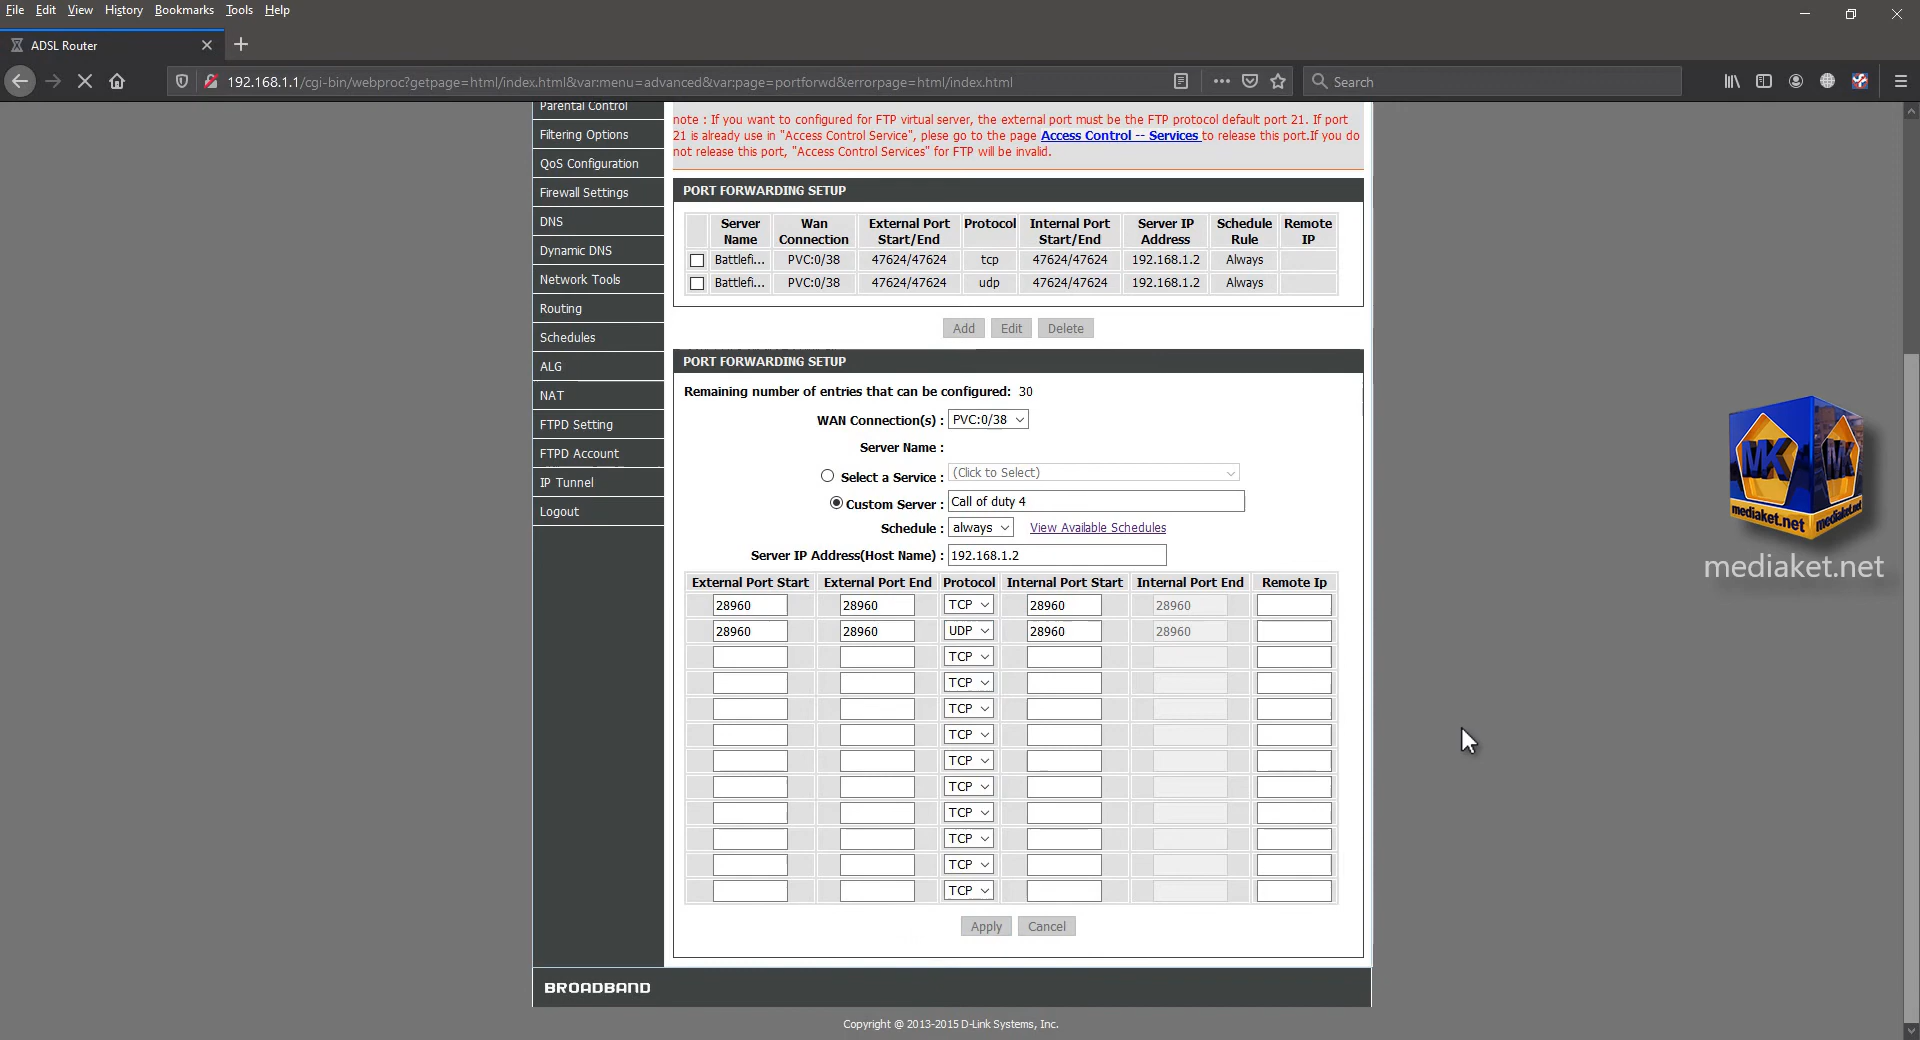 File Edit View History Bookmarks Tools Help
ADSL Router
192.168.1.1/cgi-bin/webproc?getpage=html/index.html&var:menu=advanced&var:page=portforwd&errorpage=html/index.html
Search
Parental Control
Filtering Options
QoS Configuration
Firewall Settings
DNS
Dynamic DNS
Network Tools
Routing
Schedules
ALG
NAT
FTPD Setting
FTPD Account
IP Tunnel
Logout
note : If you want to configured for FTP virtual server, the external port must be the FTP protocol default port 21. If port
21 is already use in "Access Control Service", plese go to the page Access Control -- Services to release this port.If you do
not release this port, "Access Control Services" for FTP will be invalid.
PORT FORWARDING SETUP
Server Name Wan Connection External Port Start/End Protocol Internal Port Start/End Server IP Address Schedule Rule Remote IP
Battlefi... PVC:0/38 47624/47624 tcp 47624/47624 192.168.1.2 Always
Battlefi... PVC:0/38 47624/47624 udp 47624/47624 192.168.1.2 Always
Add Edit Delete
PORT FORWARDING SETUP
Remaining number of entries that can be configured: 30
WAN Connection(s) : PVC:0/38
Server Name :
Select a Service : (Click to Select)
Custom Server : Call of duty 4
Schedule : always View Available Schedules
Server IP Address(Host Name) : 192.168.1.2
External Port Start External Port End Protocol Internal Port Start Internal Port End Remote Ip
28960 28960 TCP 28960 28960
28960 28960 UDP 28960 28960
TCP
TCP
TCP
TCP
TCP
TCP
TCP
TCP
TCP
TCP
Apply Cancel
BROADBAND
Copyright @ 2013-2015 D-Link Systems, Inc.
MK MK
mediaket.net mediaket.net
mediaket.net